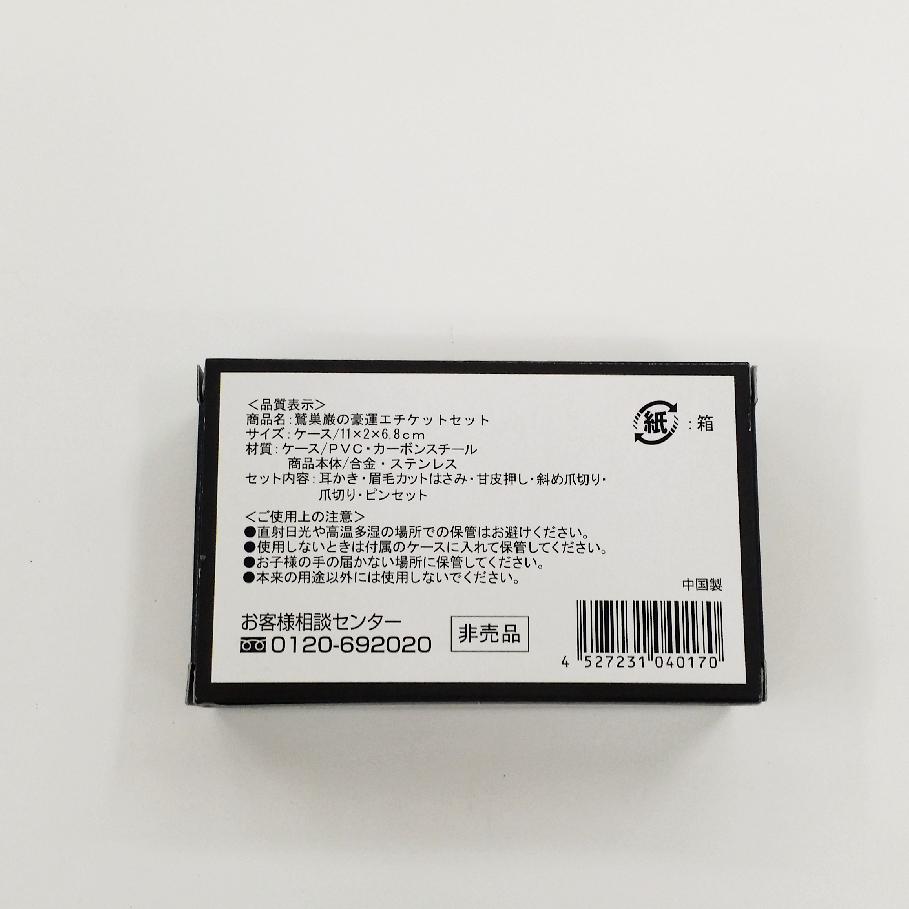 ＜品質表示＞
商品名：鷲巣巌の豪運エチケットセット
サイズ：ケース/11×2×6.8cm
材質：ケース/PVC・カーボンスチール
商品本体/合金・ステンレス
セット内容：耳かき・眉毛カットはさみ・甘皮押し・斜め爪切り・
爪切り・ピンセット
＜ご使用上の注意＞
●直射日光や高温多湿の場所での保管はお避けください。
●使用しないときは付属のケースに入れて保管してください。
●お子様の手の届かない場所に保管してください。
●本来の用途以外には使用しないでください。
紙：箱
中国製
お客様相談センター
0120-692020
非売品
4 527231 040170